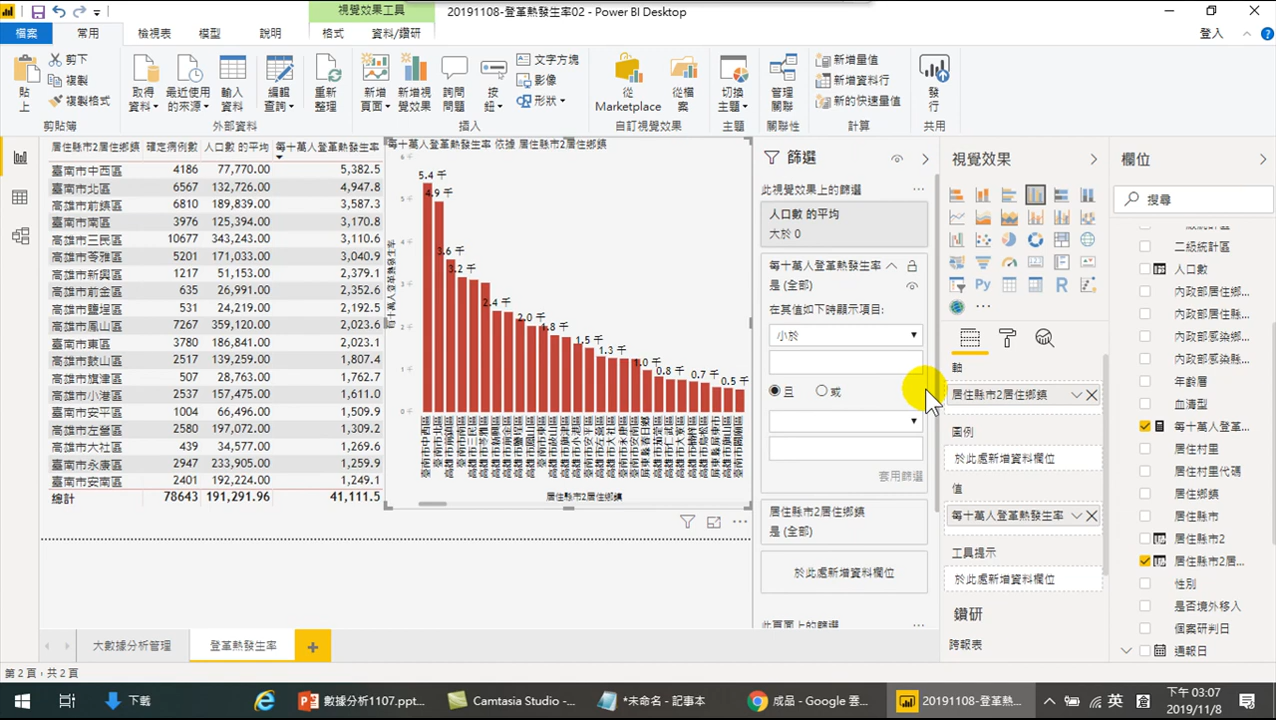 20191108-登革熱發生率02 - Power BI Desktop
視覺效果工具
檔案
常用
檢視表
模型
說明
格式
資料/鑽研
登入
剪下
複製
複製格式
貼上
剪貼簿
取得資料
最近使用的來源
輸入資料
外部資料
編輯查詢
重新整理
新增頁面
新增視覺效果
詢問問題
按鈕
文字方塊
影像
形狀
插入
從 Marketplace
從檔案
自訂視覺效果
切換主題
主題
管理關聯
關聯性
新增量值
新增資料行
新的快速量值
計算
發行
共用
居住縣市2居住鄉鎮 確定病例數 人口數 的平均 每十萬人登革熱發生率
臺南市中西區 4186 77,770.00 5,382.5
臺南市北區 6567 132,726.00 4,947.8
高雄市前鎮區 6810 189,839.00 3,587.3
臺南市南區 3976 125,394.00 3,170.8
高雄市三民區 10677 343,243.00 3,110.6
高雄市苓雅區 5201 171,033.00 3,040.9
高雄市新興區 1217 51,153.00 2,379.1
高雄市前金區 635 26,991.00 2,352.6
高雄市鹽埕區 531 24,219.00 2,192.5
高雄市鳳山區 7267 359,120.00 2,023.6
臺南市東區 3780 186,841.00 2,023.1
高雄市鼓山區 2517 139,259.00 1,807.4
高雄市旗津區 507 28,763.00 1,762.7
高雄市小港區 2537 157,475.00 1,611.0
臺南市安平區 1004 66,496.00 1,509.9
高雄市左營區 2580 197,072.00 1,309.2
高雄市大社區 439 34,577.00 1,269.6
臺南市永康區 2947 233,905.00 1,259.9
臺南市安南區 2401 192,224.00 1,249.1
總計 78643 191,291.96 41,111.5
每十萬人登革熱發生率 依據 居住縣市2居住鄉鎮
每十萬人登革熱發生率
6千
5千
4千
3千
2千
1千
0千
5.4 千
4.9 千
3.6 千
3.2 千
2.4 千
2.0 千
1.8 千
1.5 千
1.3 千
1.0 千
0.8 千
0.7 千
0.5 千
居住縣市2居住鄉鎮
篩選
此視覺效果上的篩選
人口數 的平均
大於 0
每十萬人登革熱發生率
是 (全部)
在其值如下時顯示項目:
小於
且
或
套用篩選
居住縣市2居住鄉鎮
是 (全部)
於此處新增資料欄位
此頁面上的篩選
視覺效果
Py
R
軸
居住縣市2居住鄉鎮
圖例
於此處新增資料欄位
值
每十萬人登革熱發生率
工具提示
於此處新增資料欄位
鑽研
跨報表
欄位
搜尋
二級統計區
人口數
內政部居住鄉...
內政部居住縣...
內政部感染鄉...
內政部感染縣...
年齡層
血清型
每十萬人登革...
居住村里
居住村里代碼
居住鄉鎮
居住縣市
居住縣市2
居住縣市2居...
性別
是否境外移入
個案研判日
通報日
大數據分析管理
登革熱發生率
第 2 頁，共 2 頁
下載
數據分析1107.ppt...
Camtasia Studio -...
*未命名 - 記事本
成品 - Google 雲...
20191108-登革熱...
英
下午 03:07
2019/11/8